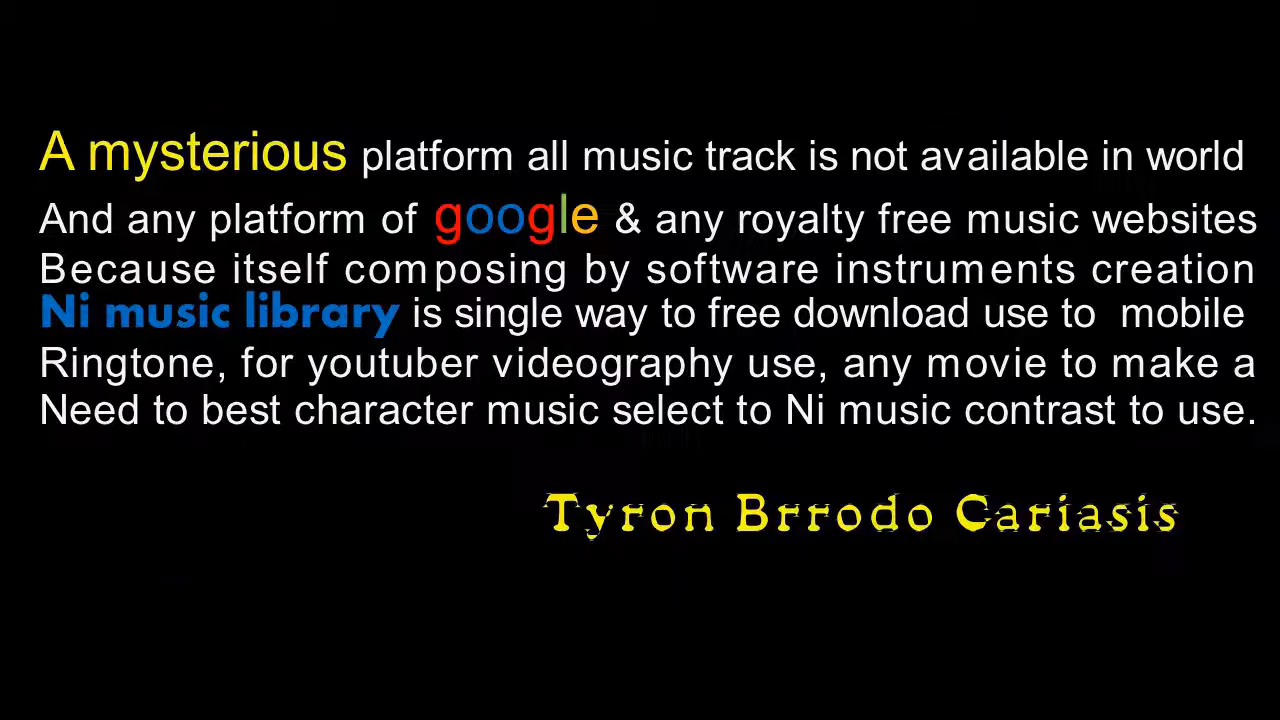 A mysterious platform all music track is not available in world
And any platform of google & any royalty free music websites
Because itself composing by software instruments creation
Ni music library is single way to free download use to mobile
Ringtone, for youtuber videography use, any movie to make a
Need to best character music select to Ni music contrast to use.
Tyron Brrodo Cariasis